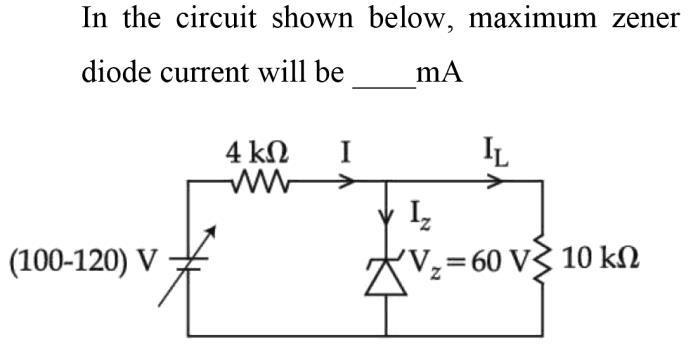 In the circuit shown below, maximum zener
diode current will be ____mA
4 kΩ
I
I_L
I_z
(100-120) V
V_z=60 V
10 kΩ